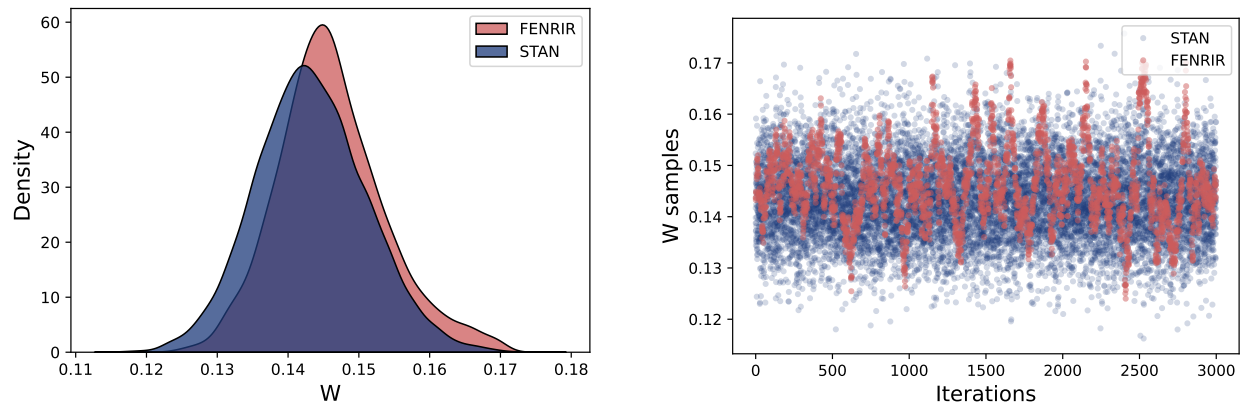 60
50
40
30
20
10
0
Density
0.11 0.12 0.13 0.14 0.15 0.16 0.17 0.18
W
FENRIR
STAN
0.17
0.16
0.15
0.14
0.13
0.12
W samples
0 500 1000 1500 2000 2500 3000
Iterations
STAN
FENRIR